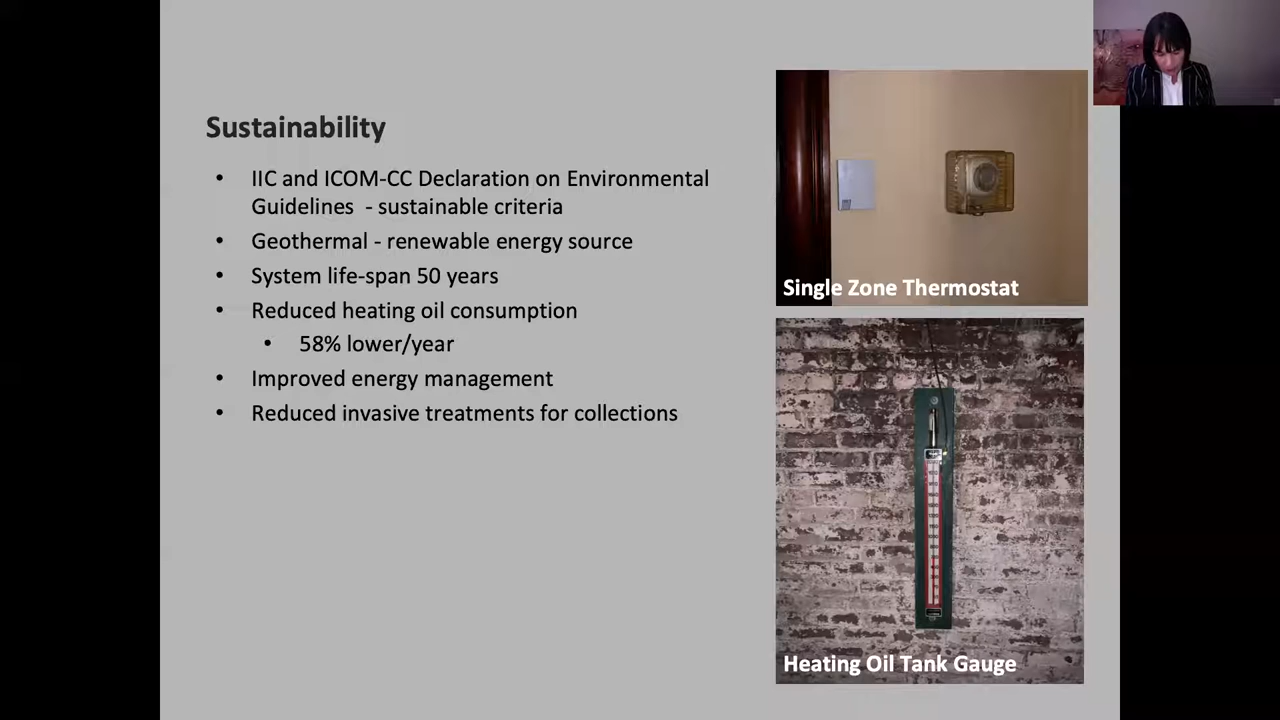 Sustainability
• IIC and ICOM-CC Declaration on Environmental
Guidelines - sustainable criteria
• Geothermal - renewable energy source
• System life-span 50 years
• Reduced heating oil consumption
• 58% lower/year
• Improved energy management
• Reduced invasive treatments for collections
Single Zone Thermostat
Heating Oil Tank Gauge